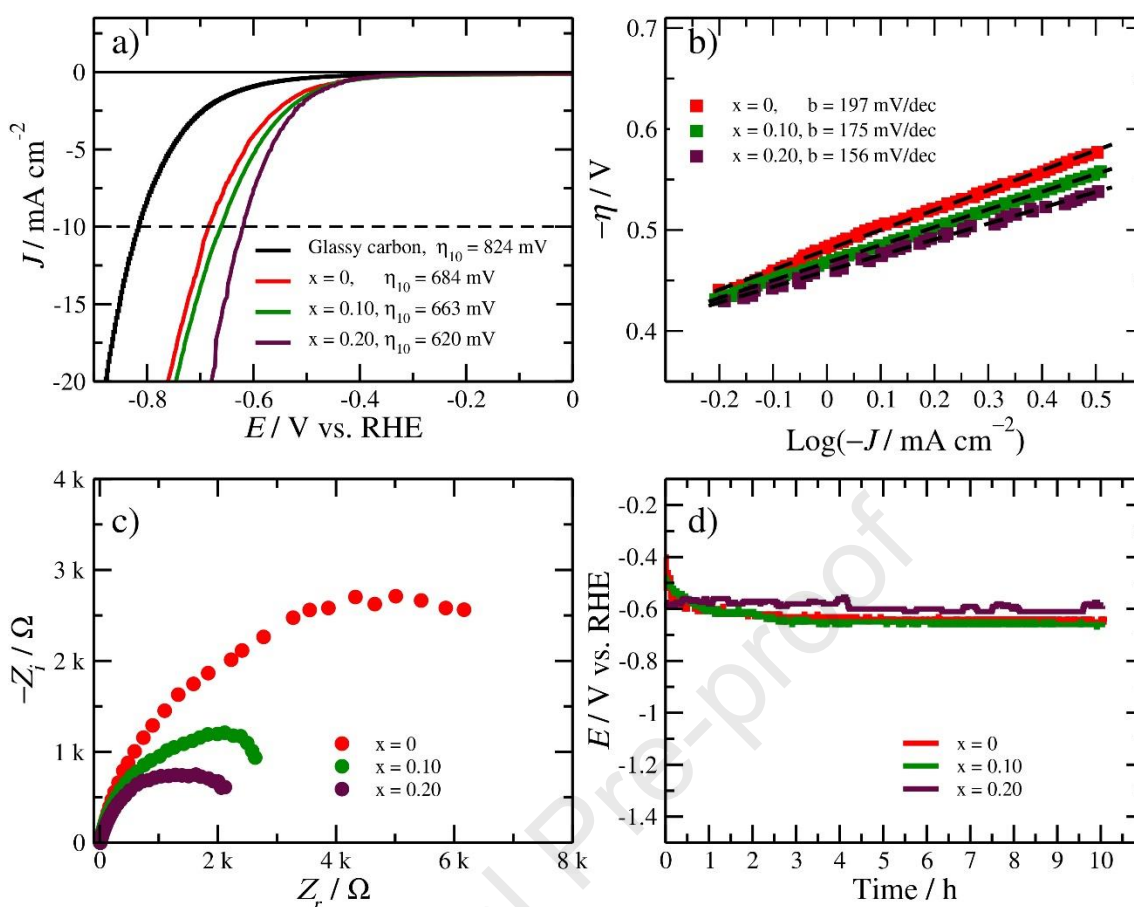 a)
0
-5
-10
-15
-20
J / mA cm⁻²
Glassy carbon, η₁₀ = 824 mV
x = 0, η₁₀ = 684 mV
x = 0.10, η₁₀ = 663 mV
x = 0.20, η₁₀ = 620 mV
-0.8 -0.6 -0.4 -0.2 0
E / V vs. RHE
b)
0.7
0.6
0.5
0.4
−η / V
x = 0, b = 197 mV/dec
x = 0.10, b = 175 mV/dec
x = 0.20, b = 156 mV/dec
-0.2 -0.1 0 0.1 0.2 0.3 0.4 0.5
Log(−J / mA cm⁻²)
c)
4 k
3 k
2 k
1 k
0
−Zᵢ / Ω
x = 0
x = 0.10
x = 0.20
0 2 k 4 k 6 k 8 k
Zᵣ / Ω
d)
-0.2
-0.4
-0.6
-0.8
-1
-1.2
-1.4
E / V vs. RHE
x = 0
x = 0.10
x = 0.20
0 1 2 3 4 5 6 7 8 9 10
Time / h
l Pre-proof